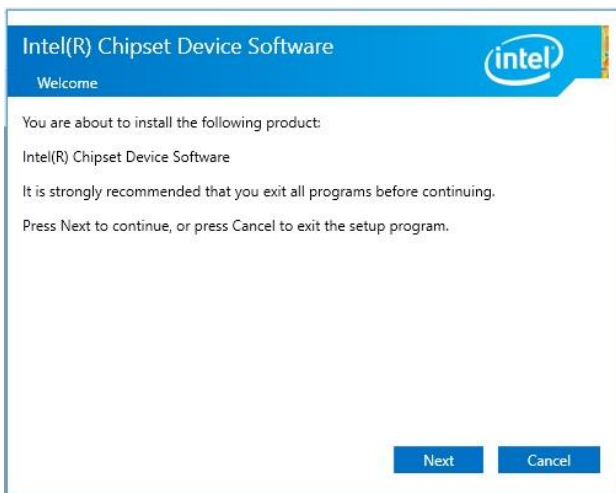 Intel(R) Chipset Device Software
intel
Welcome
You are about to install the following product:
Intel(R) Chipset Device Software
It is strongly recommended that you exit all programs before continuing.
Press Next to continue, or press Cancel to exit the setup program.
Next Cancel